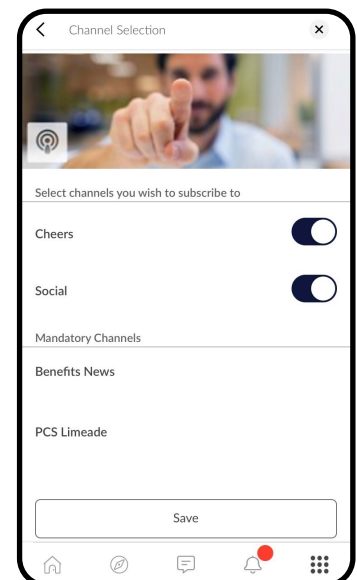 Channel Selection
Select channels you wish to subscribe to
Cheers
Social
Mandatory Channels
Benefits News
PCS Limeade
Save